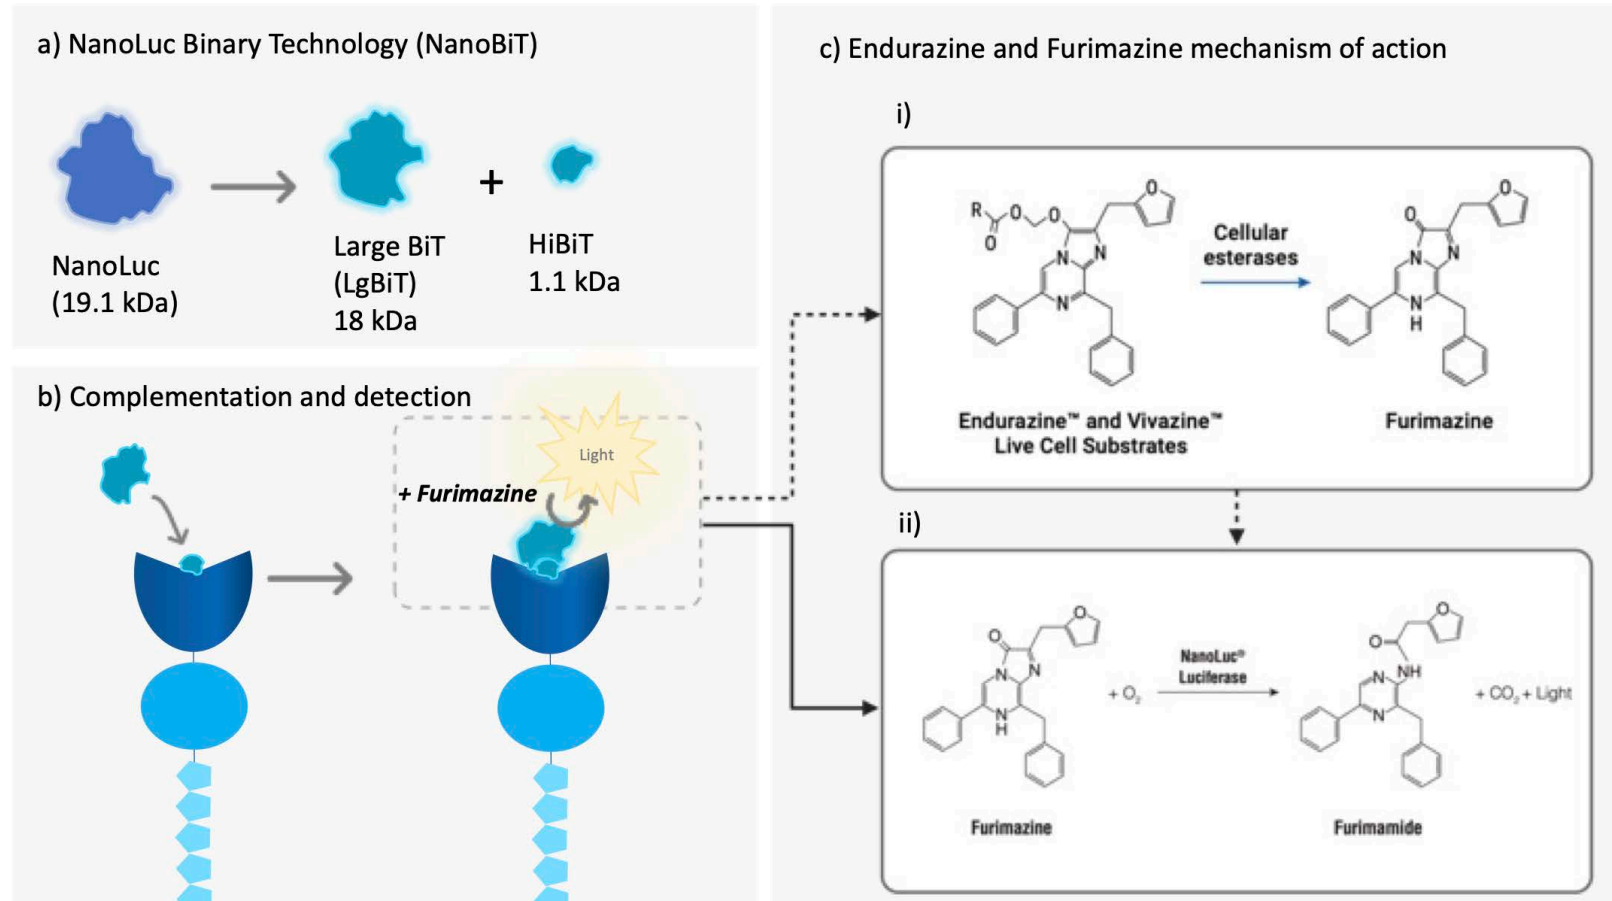 a) NanoLuc Binary Technology (NanoBiT)
NanoLuc
(19.1 kDa)
+
Large BiT
(LgBiT)
18 kDa
HiBiT
1.1 kDa
b) Complementation and detection
Light
+ Furimazine
c) Endurazine and Furimazine mechanism of action
i)
R
O
O
O
O
N
N
N
Cellular
esterases
O
O
N
N
N
H
Endurazine™ and Vivazine™
Live Cell Substrates
Furimazine
ii)
O
O
N
N
N
H
+ O₂
NanoLuc®
Luciferase
O
O
NH
N
N
+ CO₂ + Light
Furimazine
Furimamide